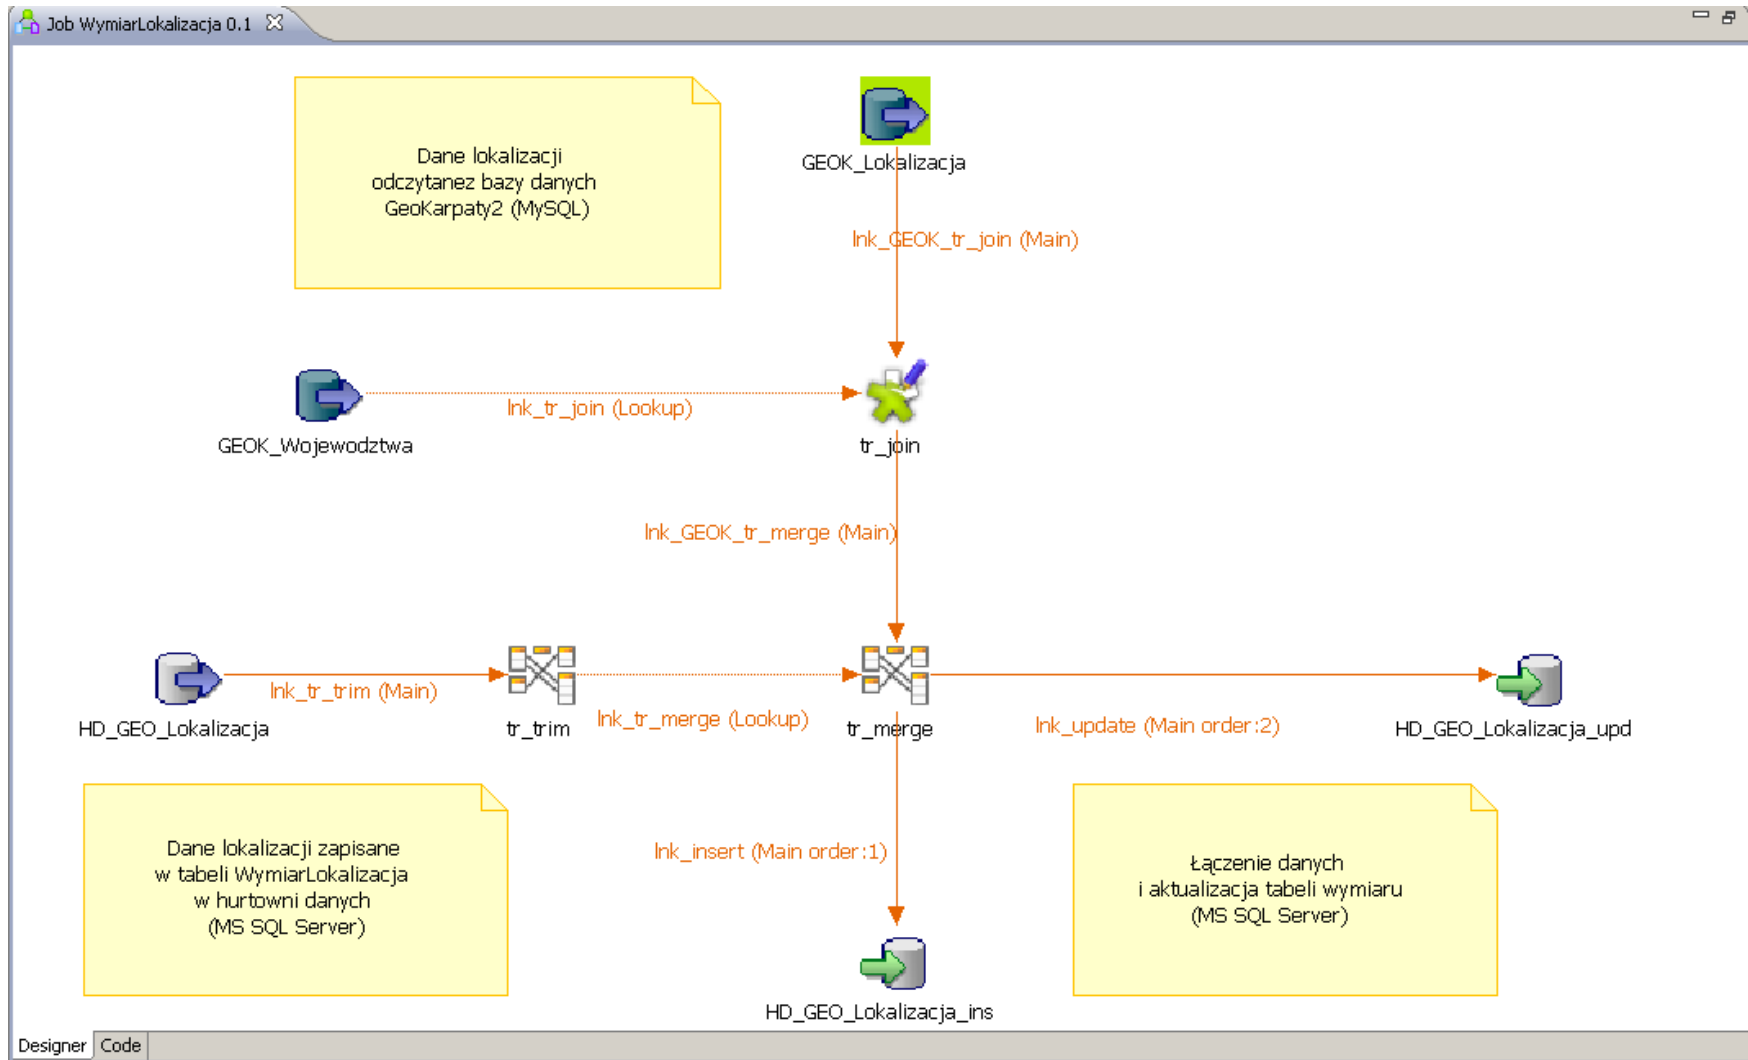 Job WymiarLokalizacja 0.1
Dane lokalizacji
odczytanez bazy danych
GeoKarpaty2 (MySQL)
GEOK_Lokalizacja
lnk_GEOK_tr_join (Main)
GEOK_Wojewodztwa
lnk_tr_join (Lookup)
tr_join
lnk_GEOK_tr_merge (Main)
HD_GEO_Lokalizacja
lnk_tr_trim (Main)
tr_trim
lnk_tr_merge (Lookup)
tr_merge
lnk_update (Main order:2)
HD_GEO_Lokalizacja_upd
Dane lokalizacji zapisane
w tabeli WymiarLokalizacja
w hurtowni danych
(MS SQL Server)
lnk_insert (Main order:1)
Łączenie danych
i aktualizacja tabeli wymiaru
(MS SQL Server)
HD_GEO_Lokalizacja_ins
Designer
Code